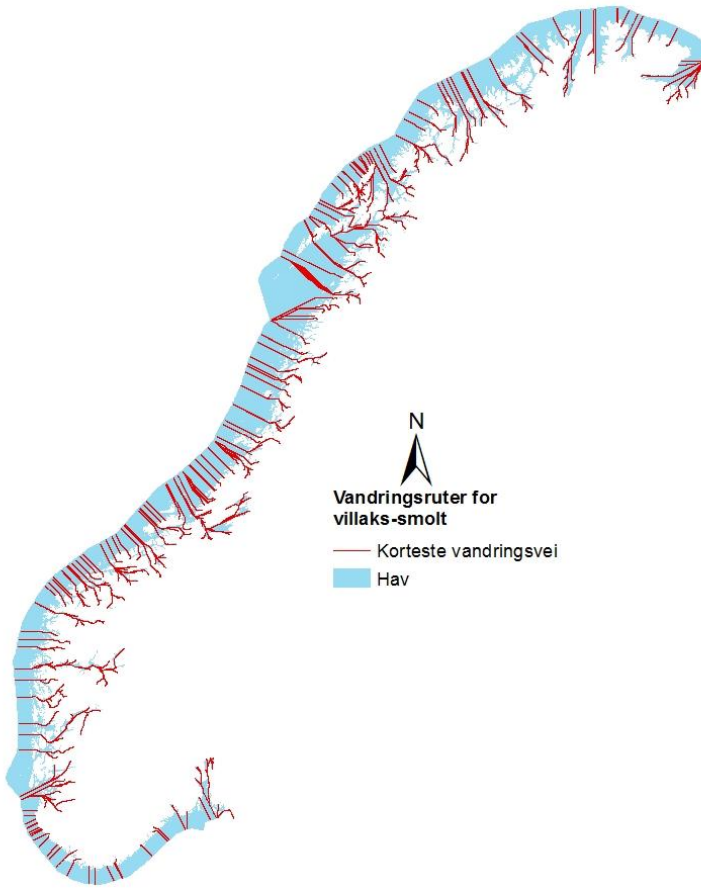 N
Vandringsruter for
villaks-smolt
Korteste vandringsvei
Hav